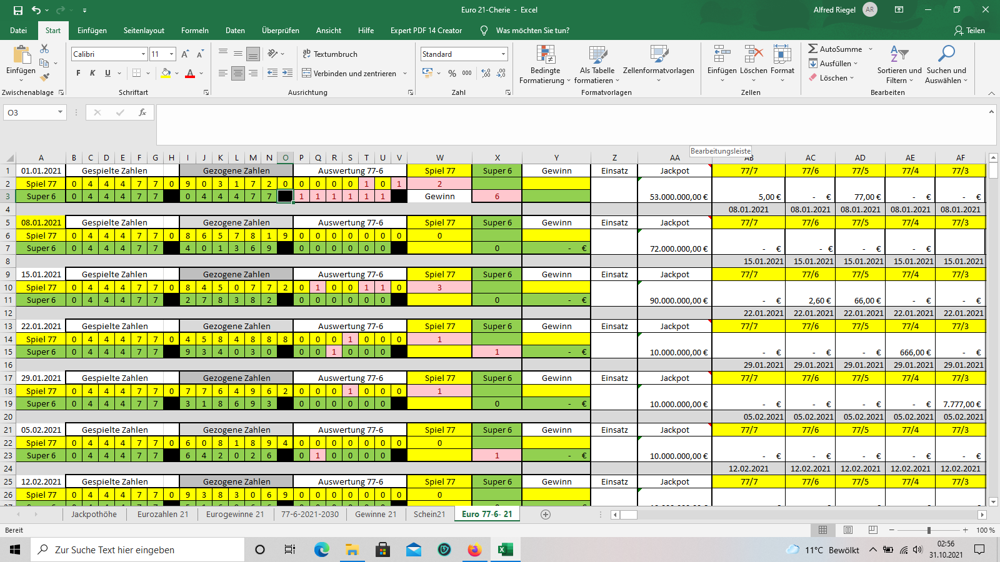 Euro 21-Cherie - Excel
Alfred Riegel AR
Datei Start Einfügen Seitenlayout Formeln Daten Überprüfen Ansicht Hilfe Expert PDF 14 Creator Was möchten Sie tun? Teilen
Calibri 11 Textumbruch Standard AutoSumme
Einfügen Bedingte Als Tabelle Zellenformatvorlagen Einfügen Löschen Format Ausfüllen Sortieren und Suchen und
F K U Verbinden und zentrieren % 000 Formatierung formatieren Löschen Filtern Auswählen
Zwischenablage Schriftart Ausrichtung Zahl Formatvorlagen Zellen Bearbeiten
O3 fx
Bearbeitungsleiste
A B C D E F G H I J K L M N O P Q R S T U V W X Y Z AA AB AC AD AE AF
1 01.01.2021 Gespielte Zahlen Gezogene Zahlen Auswertung 77-6 Spiel 77 Super 6 Gewinn Einsatz Jackpot 77/7 77/6 77/5 77/4 77/3
2 Spiel 77 0 4 4 4 7 7 0 9 0 3 1 7 2 0 0 0 0 0 1 0 1 2
3 Super 6 0 4 4 4 7 7 0 4 4 4 7 7 1 1 1 1 1 1 Gewinn 6 53.000.000,00 € 5,00 € - € 77,00 € - € - €
4 08.01.2021 08.01.2021 08.01.2021 08.01.2021 08.01.2021
5 08.01.2021 Gespielte Zahlen Gezogene Zahlen Auswertung 77-6 Spiel 77 Super 6 Gewinn Einsatz Jackpot 77/7 77/6 77/5 77/4 77/3
6 Spiel 77 0 4 4 4 7 7 0 8 6 5 7 8 1 9 0 0 0 0 0 0 0 0
7 Super 6 0 4 4 4 7 7 4 0 1 3 6 9 0 0 0 0 0 0 0 - € 72.000.000,00 € - € - € - € - € - €
8 15.01.2021 15.01.2021 15.01.2021 15.01.2021 15.01.2021
9 15.01.2021 Gespielte Zahlen Gezogene Zahlen Auswertung 77-6 Spiel 77 Super 6 Gewinn Einsatz Jackpot 77/7 77/6 77/5 77/4 77/3
10 Spiel 77 0 4 4 4 7 7 0 8 4 5 0 7 7 2 0 1 0 0 1 1 0 3
11 Super 6 0 4 4 4 7 7 2 7 8 3 8 2 0 0 0 0 0 0 0 - € 90.000.000,00 € - € 2,60 € 66,00 € - € - €
12 22.01.2021 22.01.2021 22.01.2021 22.01.2021 22.01.2021
13 22.01.2021 Gespielte Zahlen Gezogene Zahlen Auswertung 77-6 Spiel 77 Super 6 Gewinn Einsatz Jackpot 77/7 77/6 77/5 77/4 77/3
14 Spiel 77 0 4 4 4 7 7 0 4 5 8 4 8 8 8 0 0 0 1 0 0 0 1
15 Super 6 0 4 4 4 7 7 9 3 4 0 3 0 0 0 1 0 0 0 1 - € 10.000.000,00 € - € - € - € 666,00 € - €
16 29.01.2021 29.01.2021 29.01.2021 29.01.2021 29.01.2021
17 29.01.2021 Gespielte Zahlen Gezogene Zahlen Auswertung 77-6 Spiel 77 Super 6 Gewinn Einsatz Jackpot 77/7 77/6 77/5 77/4 77/3
18 Spiel 77 0 4 4 4 7 7 0 7 7 6 4 9 6 2 0 0 0 1 0 0 0 1
19 Super 6 0 4 4 4 7 7 3 1 8 6 9 3 0 0 0 0 0 0 0 - € 10.000.000,00 € - € - € - € - € 7.777,00 €
20 05.02.2021 05.02.2021 05.02.2021 05.02.2021 05.02.2021
21 05.02.2021 Gespielte Zahlen Gezogene Zahlen Auswertung 77-6 Spiel 77 Super 6 Gewinn Einsatz Jackpot 77/7 77/6 77/5 77/4 77/3
22 Spiel 77 0 4 4 4 7 7 0 6 0 8 1 8 9 4 0 0 0 0 0 0 0 0
23 Super 6 0 4 4 4 7 7 6 4 2 0 2 6 0 1 0 0 0 0 1 - € 10.000.000,00 € - € - € - € - € - €
24 12.02.2021 12.02.2021 12.02.2021 12.02.2021 12.02.2021
25 12.02.2021 Gespielte Zahlen Gezogene Zahlen Auswertung 77-6 Spiel 77 Super 6 Gewinn Einsatz Jackpot 77/7 77/6 77/5 77/4 77/3
26 Spiel 77 0 4 4 4 7 7 0 9 3 8 3 0 6 9 0 0 0 0 0 0 0 0
Jackpothöhe Eurozahlen 21 Eurogewinne 21 77-6-2021-2030 Gewinne 21 Schein21 Euro 77-6- 21
Bereit 100 %
Zur Suche Text hier eingeben 11°C Bewölkt 02:56
31.10.2021